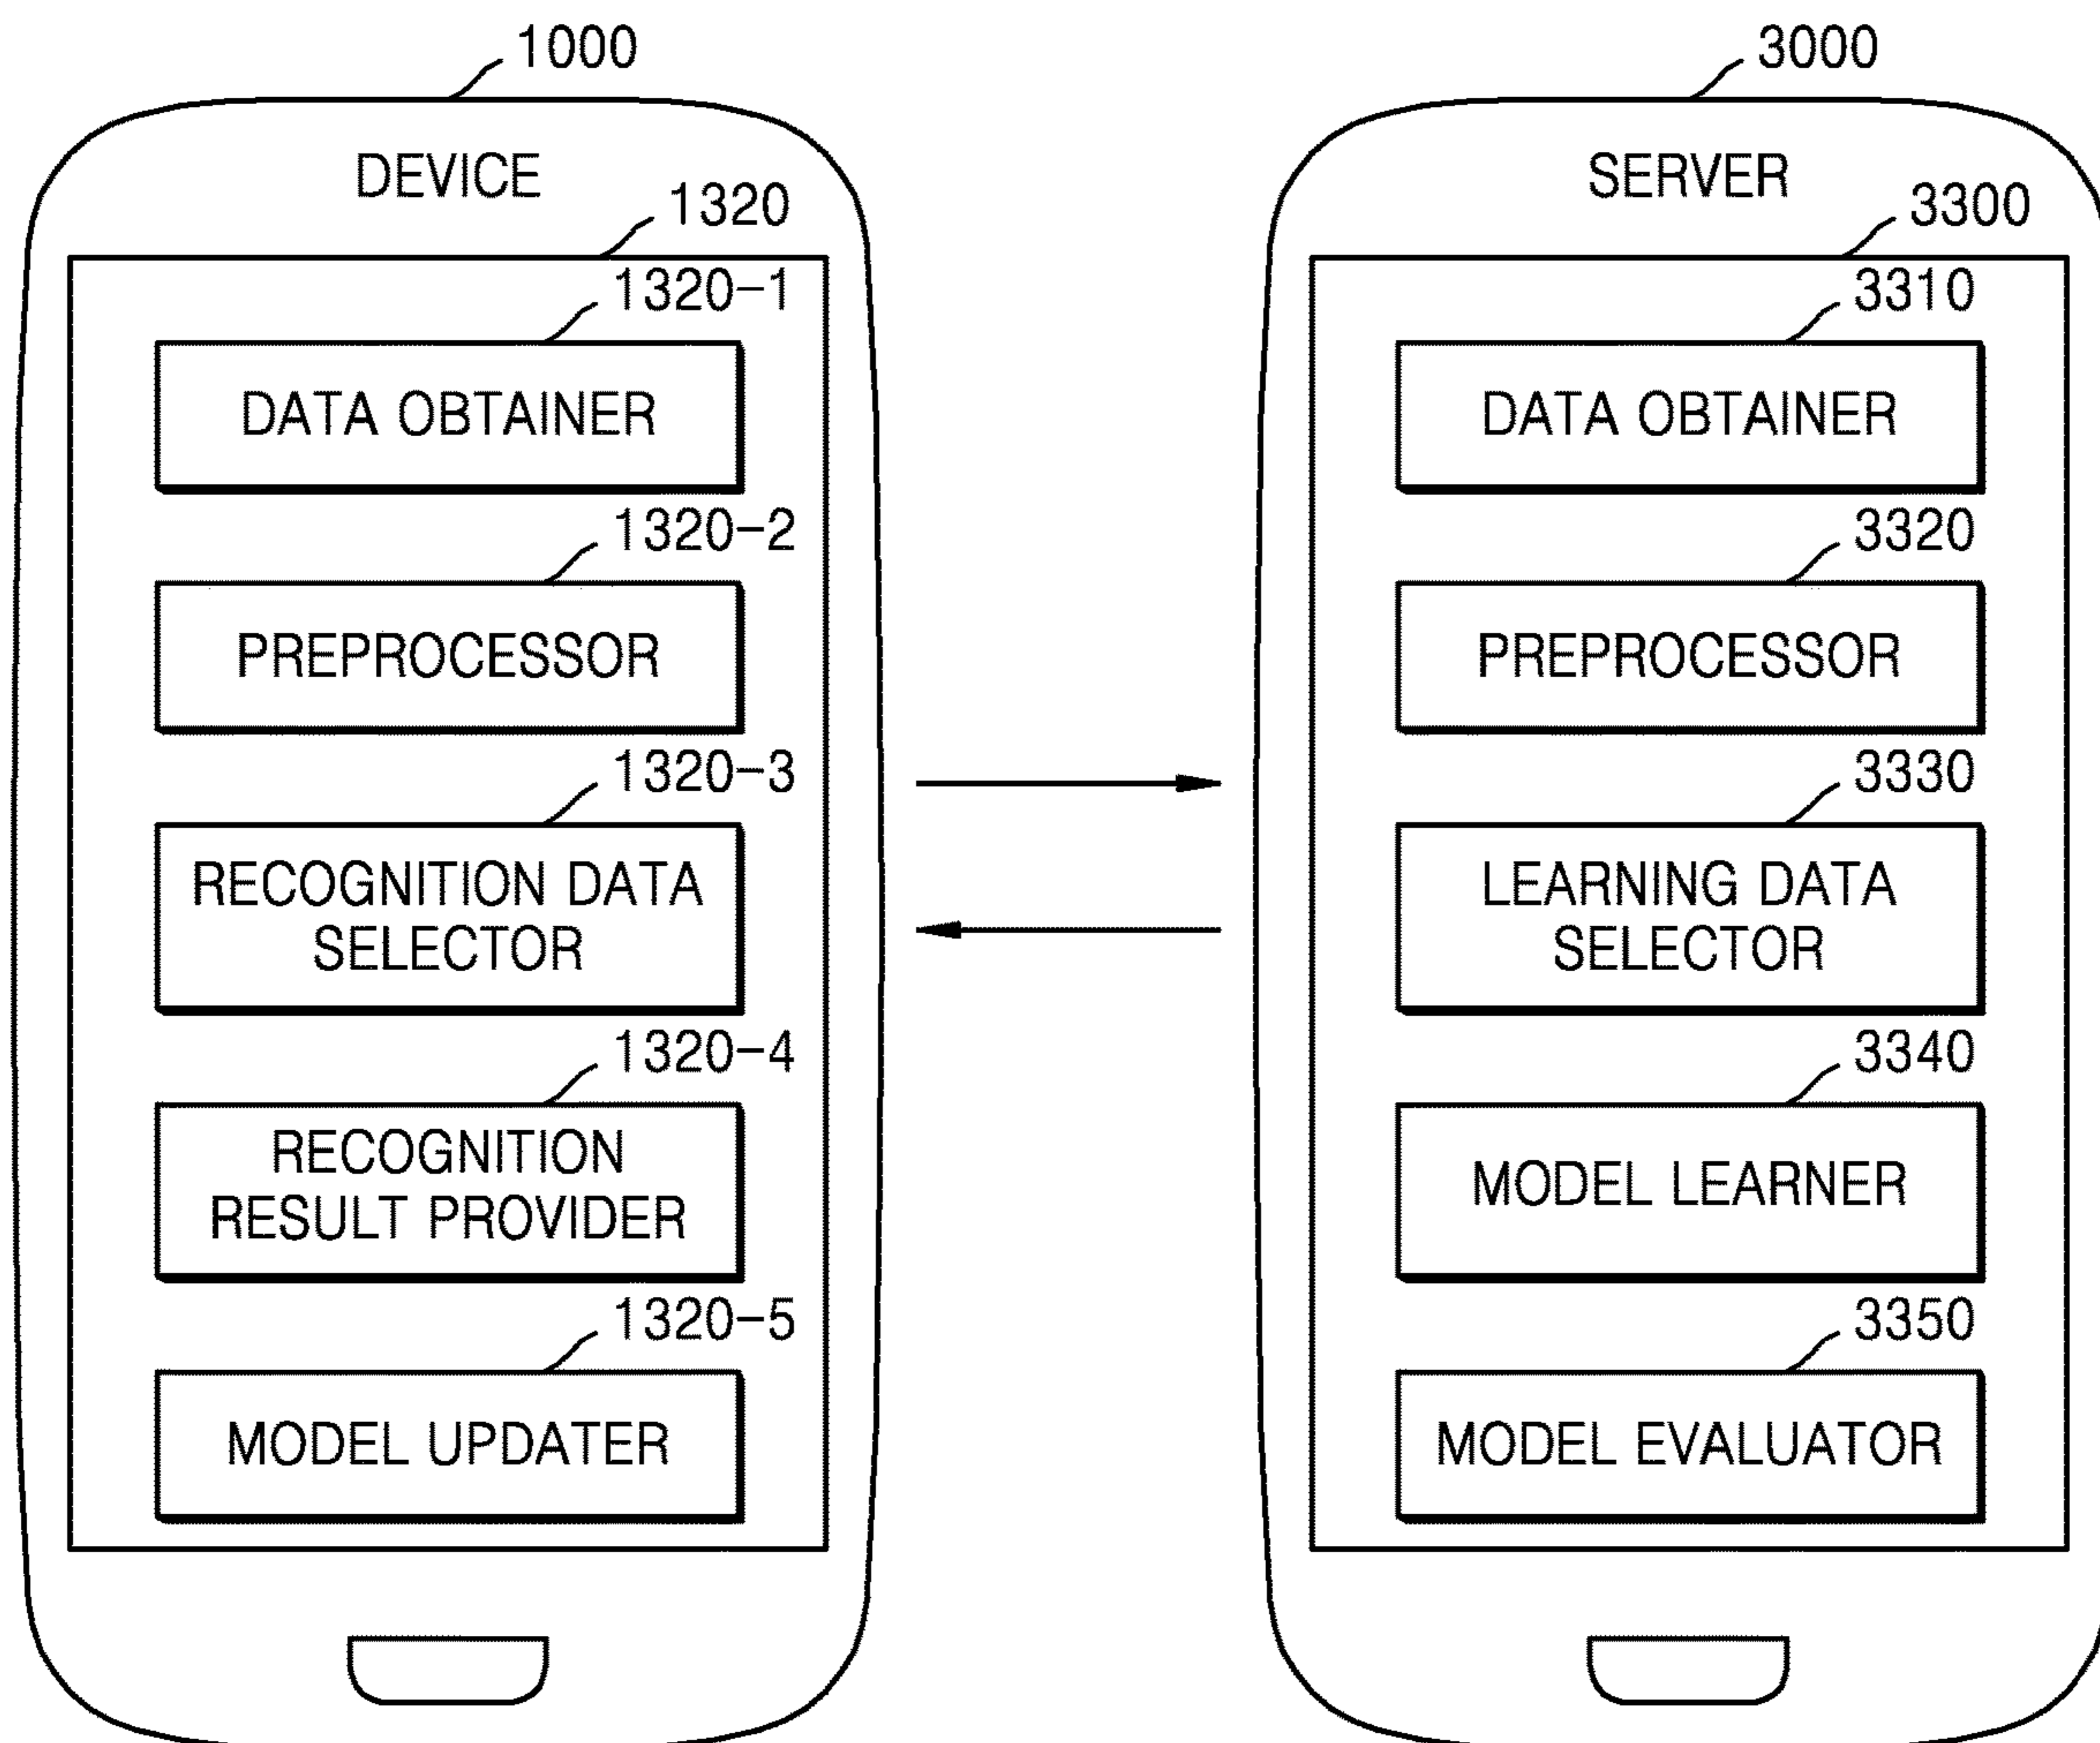 1000
DEVICE
1320
1320-1
DATA OBTAINER
1320-2
PREPROCESSOR
1320-3
RECOGNITION DATA
SELECTOR
1320-4
RECOGNITION
RESULT PROVIDER
1320-5
MODEL UPDATER
3000
SERVER
3300
3310
DATA OBTAINER
3320
PREPROCESSOR
3330
LEARNING DATA
SELECTOR
3340
MODEL LEARNER
3350
MODEL EVALUATOR